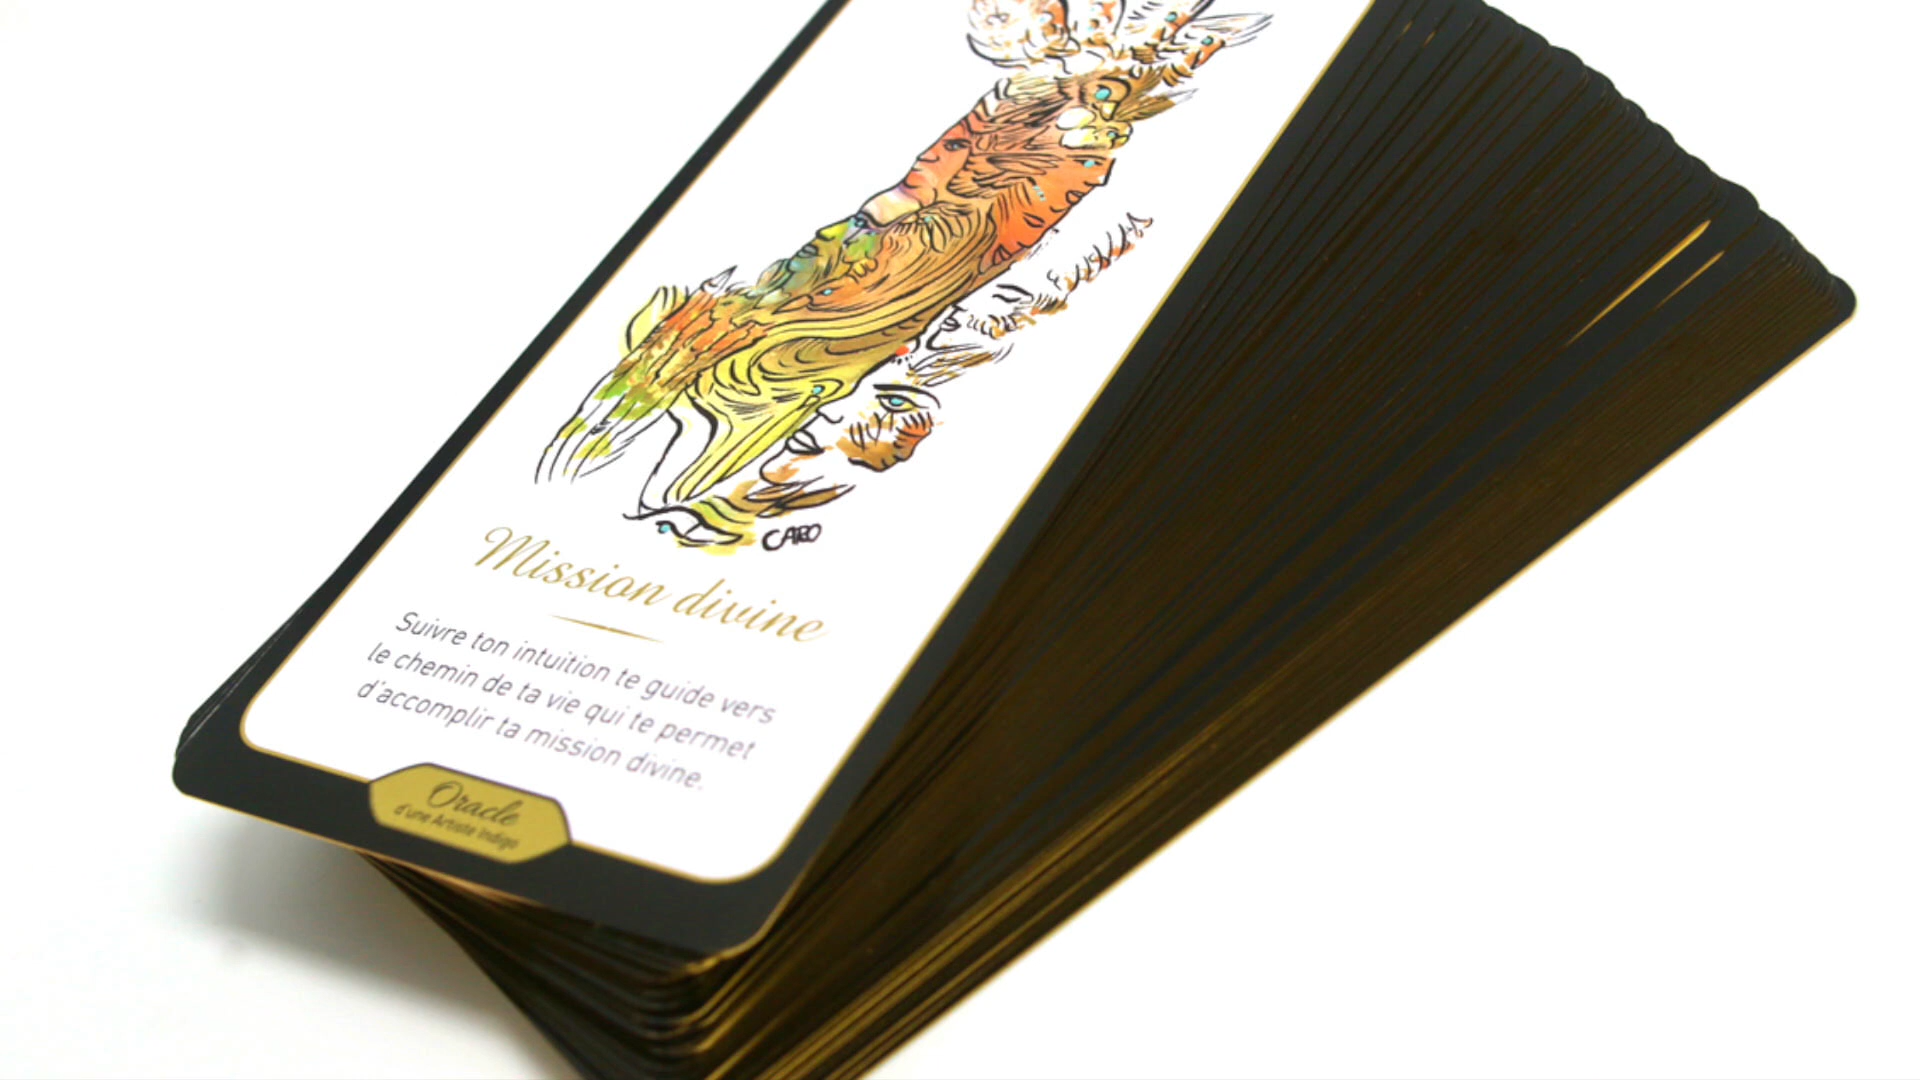 CARO
Mission divine
Suivre ton intuition te guide vers
le chemin de ta vie qui te permet
d'accomplir ta mission divine.
Oracle
d'une Artiste Indigo